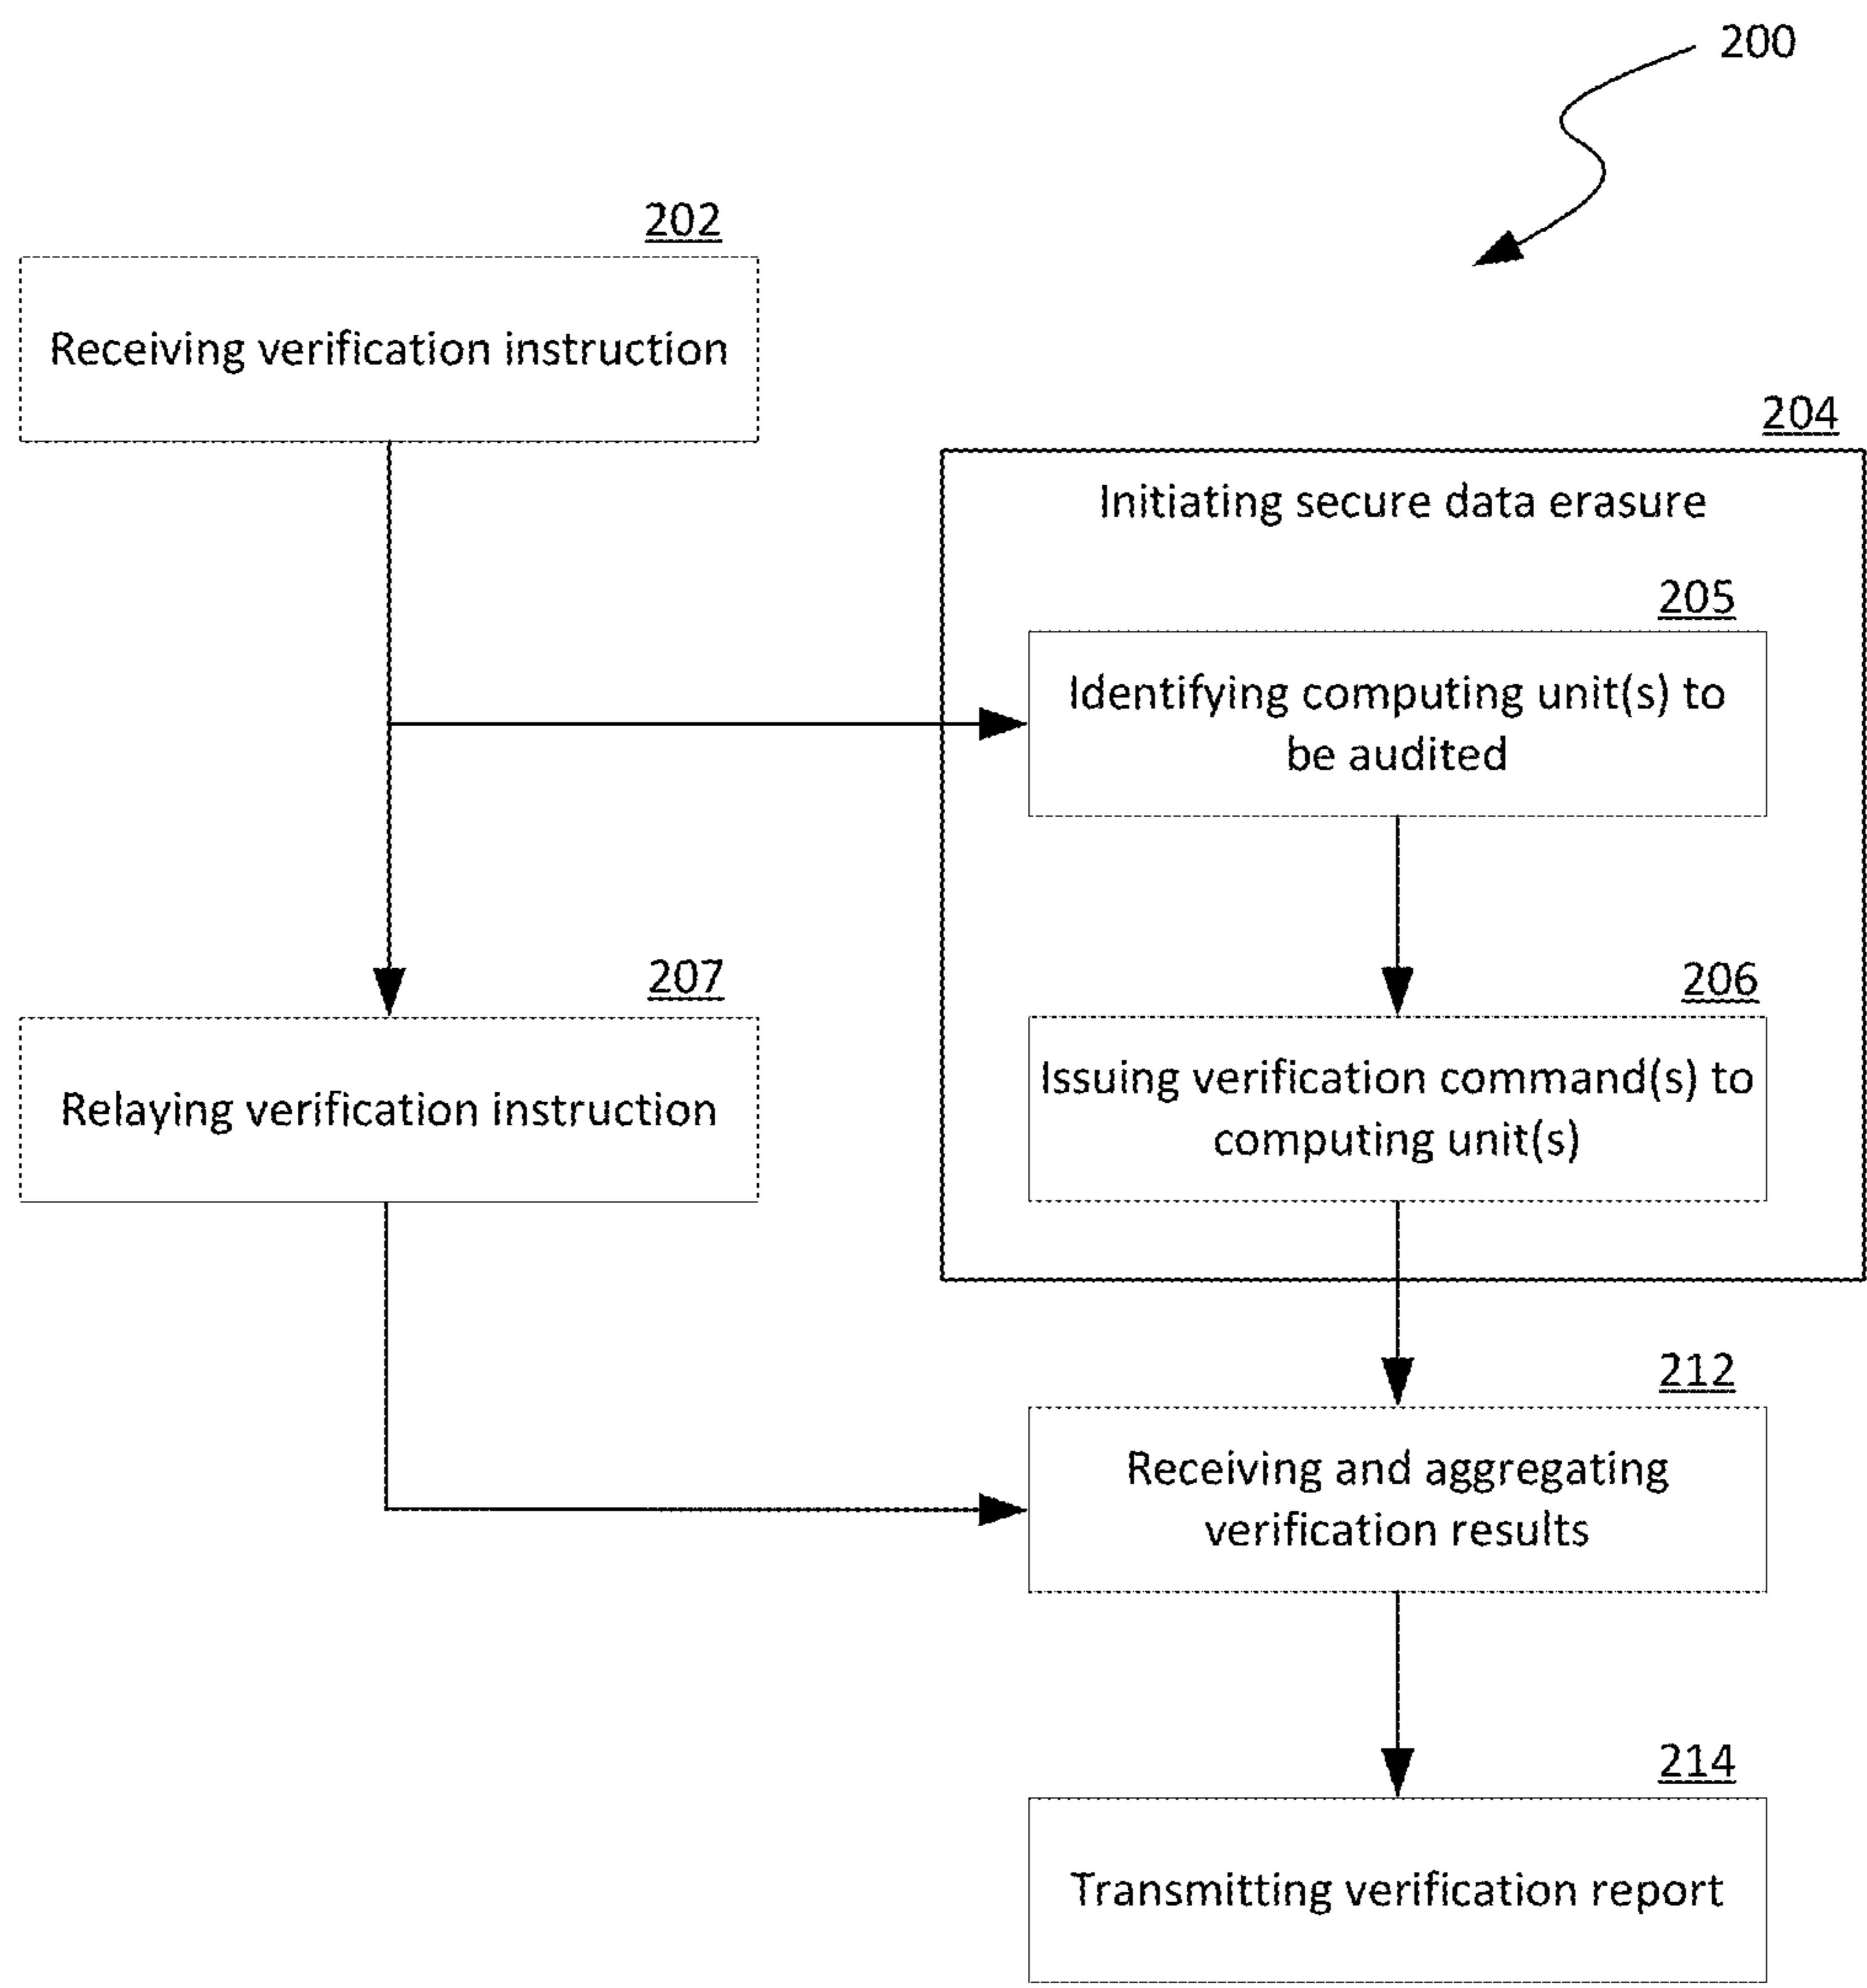 200
202
Receiving verification instruction
204
Initiating secure data erasure
205
Identifying computing unit(s) to
be audited
207
Relaying verification instruction
206
Issuing verification command(s) to
computing unit(s)
212
Receiving and aggregating
verification results
214
Transmitting verification report